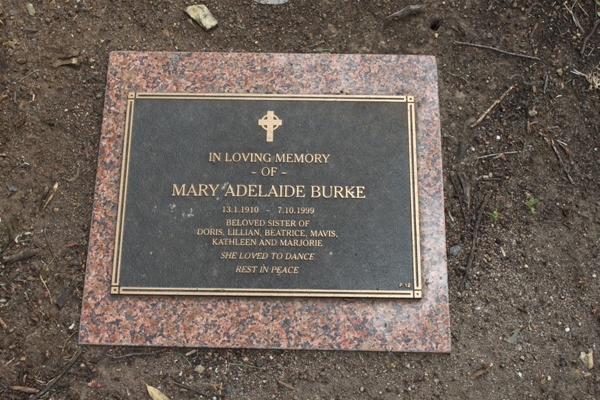 IN LOVING MEMORY
~ OF ~
MARY ADELAIDE BURKE
13.1.1910 - 7.10.1999
BELOVED SISTER OF
DORIS, LILLIAN, BEATRICE, MAVIS,
KATHLEEN AND MARJORIE
SHE LOVED TO DANCE
REST IN PEACE